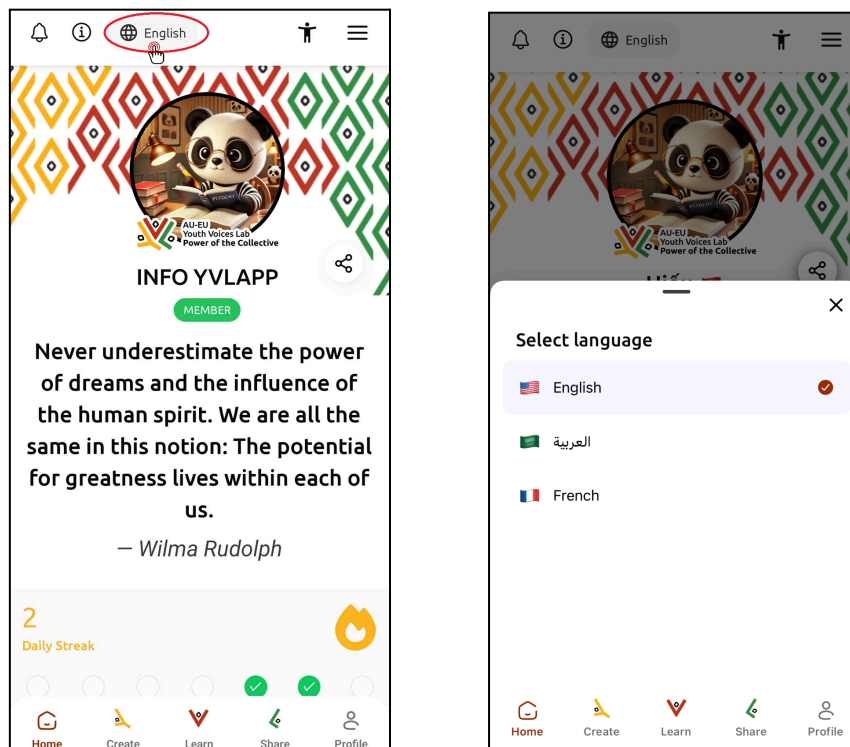 English
AU-EU
Youth Voices Lab
Power of the Collective
INFO YVLAPP
MEMBER
Never underestimate the power
of dreams and the influence of
the human spirit. We are all the
same in this notion: The potential
for greatness lives within each of
us.
— Wilma Rudolph
2
Daily Streak
Home
Create
Learn
Share
Profile
English
AU-EU
Youth Voices Lab
Power of the Collective
Select language
English
العربية
French
Home
Create
Learn
Share
Profile